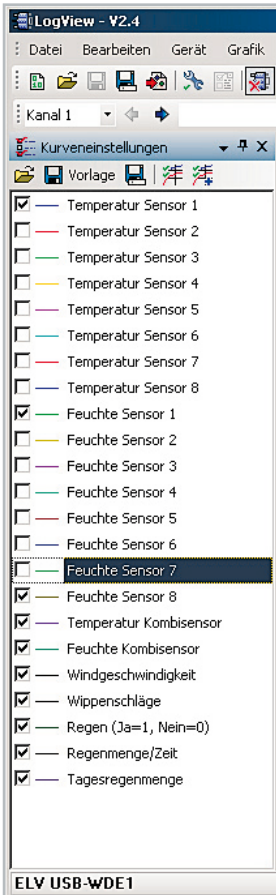 LogView - V2.4
Datei Bearbeiten Gerät Grafik
Kanal 1
Kurveneinstellungen
Vorlage
Temperatur Sensor 1
Temperatur Sensor 2
Temperatur Sensor 3
Temperatur Sensor 4
Temperatur Sensor 5
Temperatur Sensor 6
Temperatur Sensor 7
Temperatur Sensor 8
Feuchte Sensor 1
Feuchte Sensor 2
Feuchte Sensor 3
Feuchte Sensor 4
Feuchte Sensor 5
Feuchte Sensor 6
Feuchte Sensor 7
Feuchte Sensor 8
Temperatur Kombisensor
Feuchte Kombisensor
Windgeschwindigkeit
Wippenschläge
Regen (Ja=1, Nein=0)
Regenmenge/Zeit
Tagesregenmenge
ELV USB-WDE1